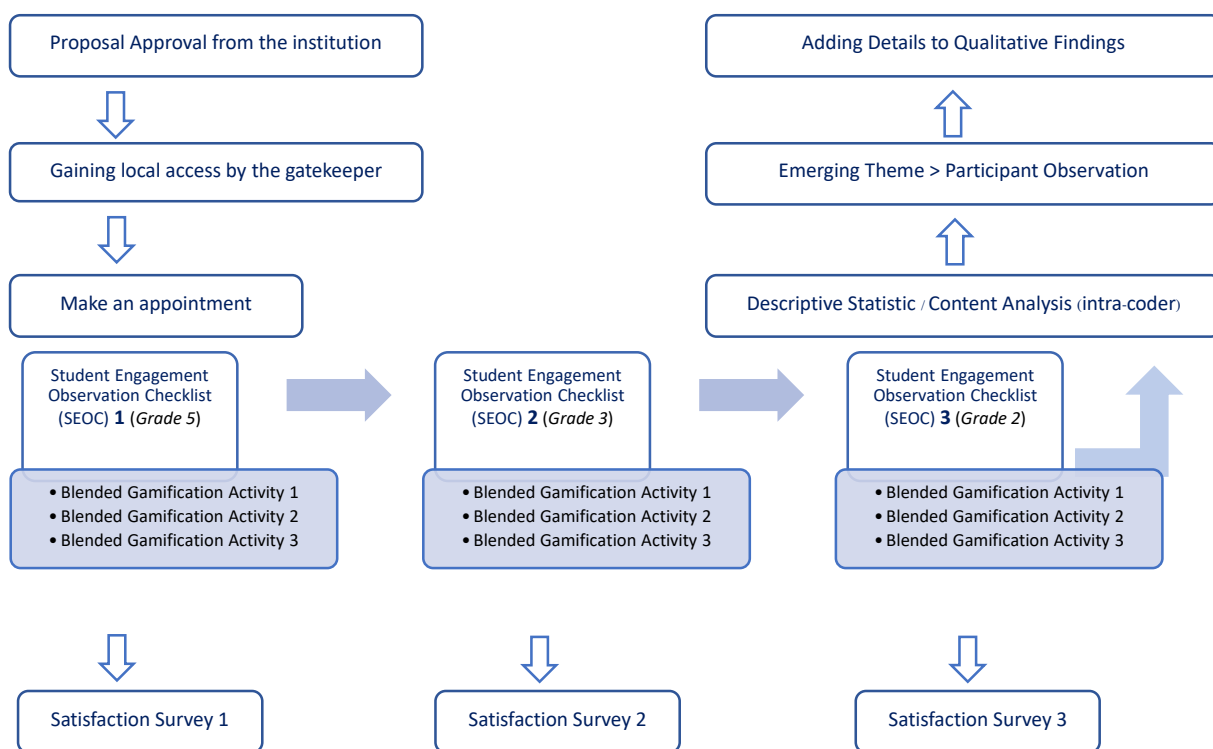 Proposal Approval from the institution
Adding Details to Qualitative Findings
Gaining local access by the gatekeeper
Emerging Theme > Participant Observation
Make an appointment
Descriptive Statistic / Content Analysis (intra-coder)
Student Engagement
Observation Checklist
(SEOC) 1 (Grade 5)
Student Engagement
Observation Checklist
(SEOC) 2 (Grade 3)
Student Engagement
Observation Checklist
(SEOC) 3 (Grade 2)
• Blended Gamification Activity 1
• Blended Gamification Activity 2
• Blended Gamification Activity 3
• Blended Gamification Activity 1
• Blended Gamification Activity 2
• Blended Gamification Activity 3
• Blended Gamification Activity 1
• Blended Gamification Activity 2
• Blended Gamification Activity 3
Satisfaction Survey 1
Satisfaction Survey 2
Satisfaction Survey 3